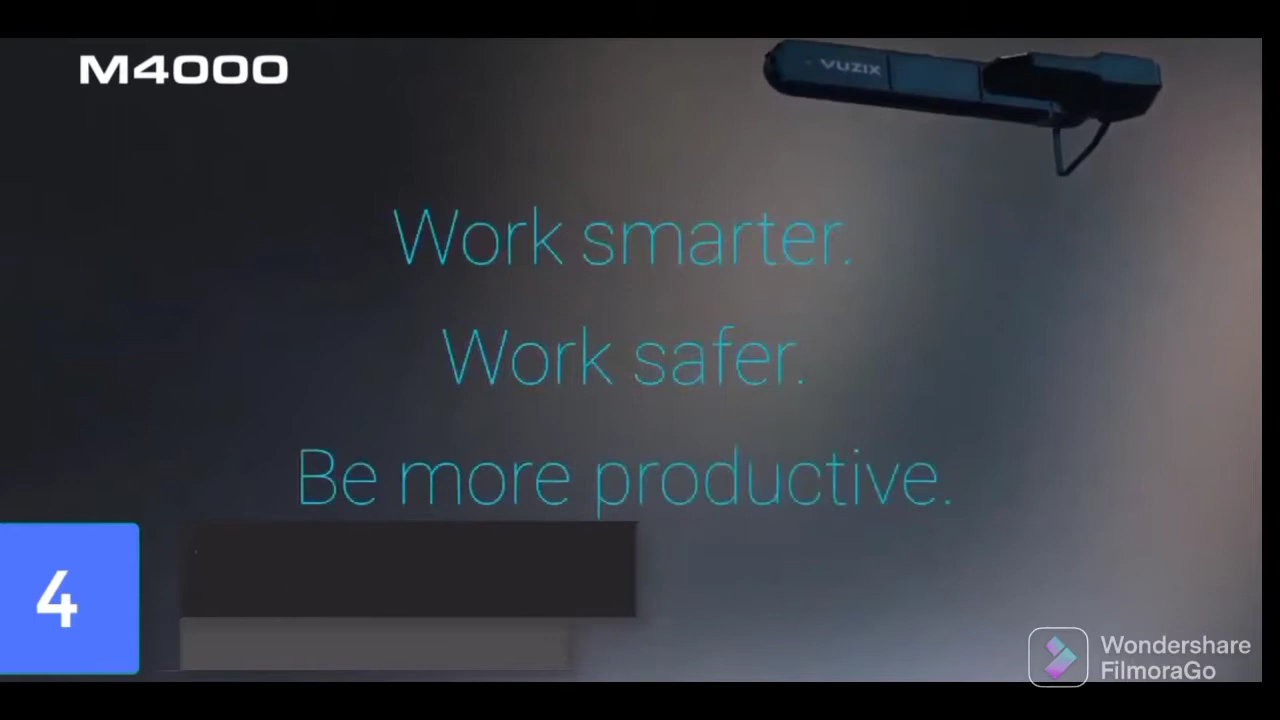 M4000
VUZIX
Work smarter.
Work safer.
Be more productive.
4
Wondershare
FilmoraGo